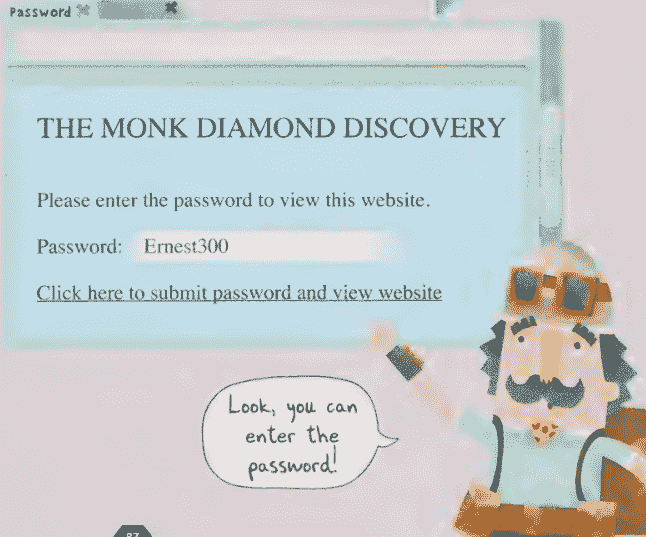 Password
THE MONK DIAMOND DISCOVERY
Please enter the password to view this website.
Password: Ernest300
Click here to submit password and view website
Look, you can
enter the
password!
87